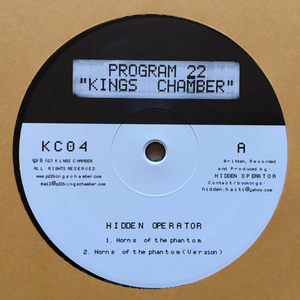 PROGRAM 22
"KINGS CHAMBER"
KC04
A
℗&© (c) KINGS CHAMBER
ALL RIGHTS RESERVED
www.p22kingschamber.com
mail@p22kingschamber.com
Written, Recorded
and Produced by:
HIDDEN OPERATOR
Contact/bookings:
hidden.haiti@yahoo.com
HIDDEN OPERATOR
1. Horns of the phantom
2. Horns of the phantom (Version)